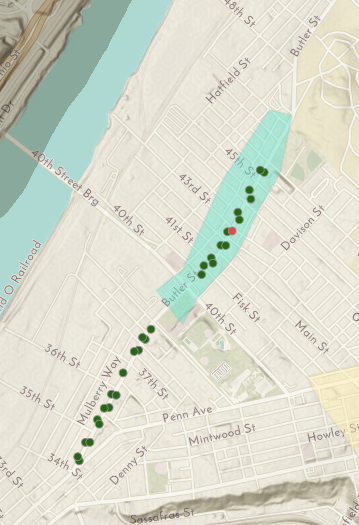 48th St
Butler St
Hatfield St
45th St
40th Street Brg
43rd St
40th St
41st St
Davison St
Butler St
Fisk St
40th St
Main St
36th St
Mulberry Way
37th St
35th St
Penn Ave
Mintwood St
Howley St
34th St
Denny St
33rd St
Sassafras St
d O Railroad